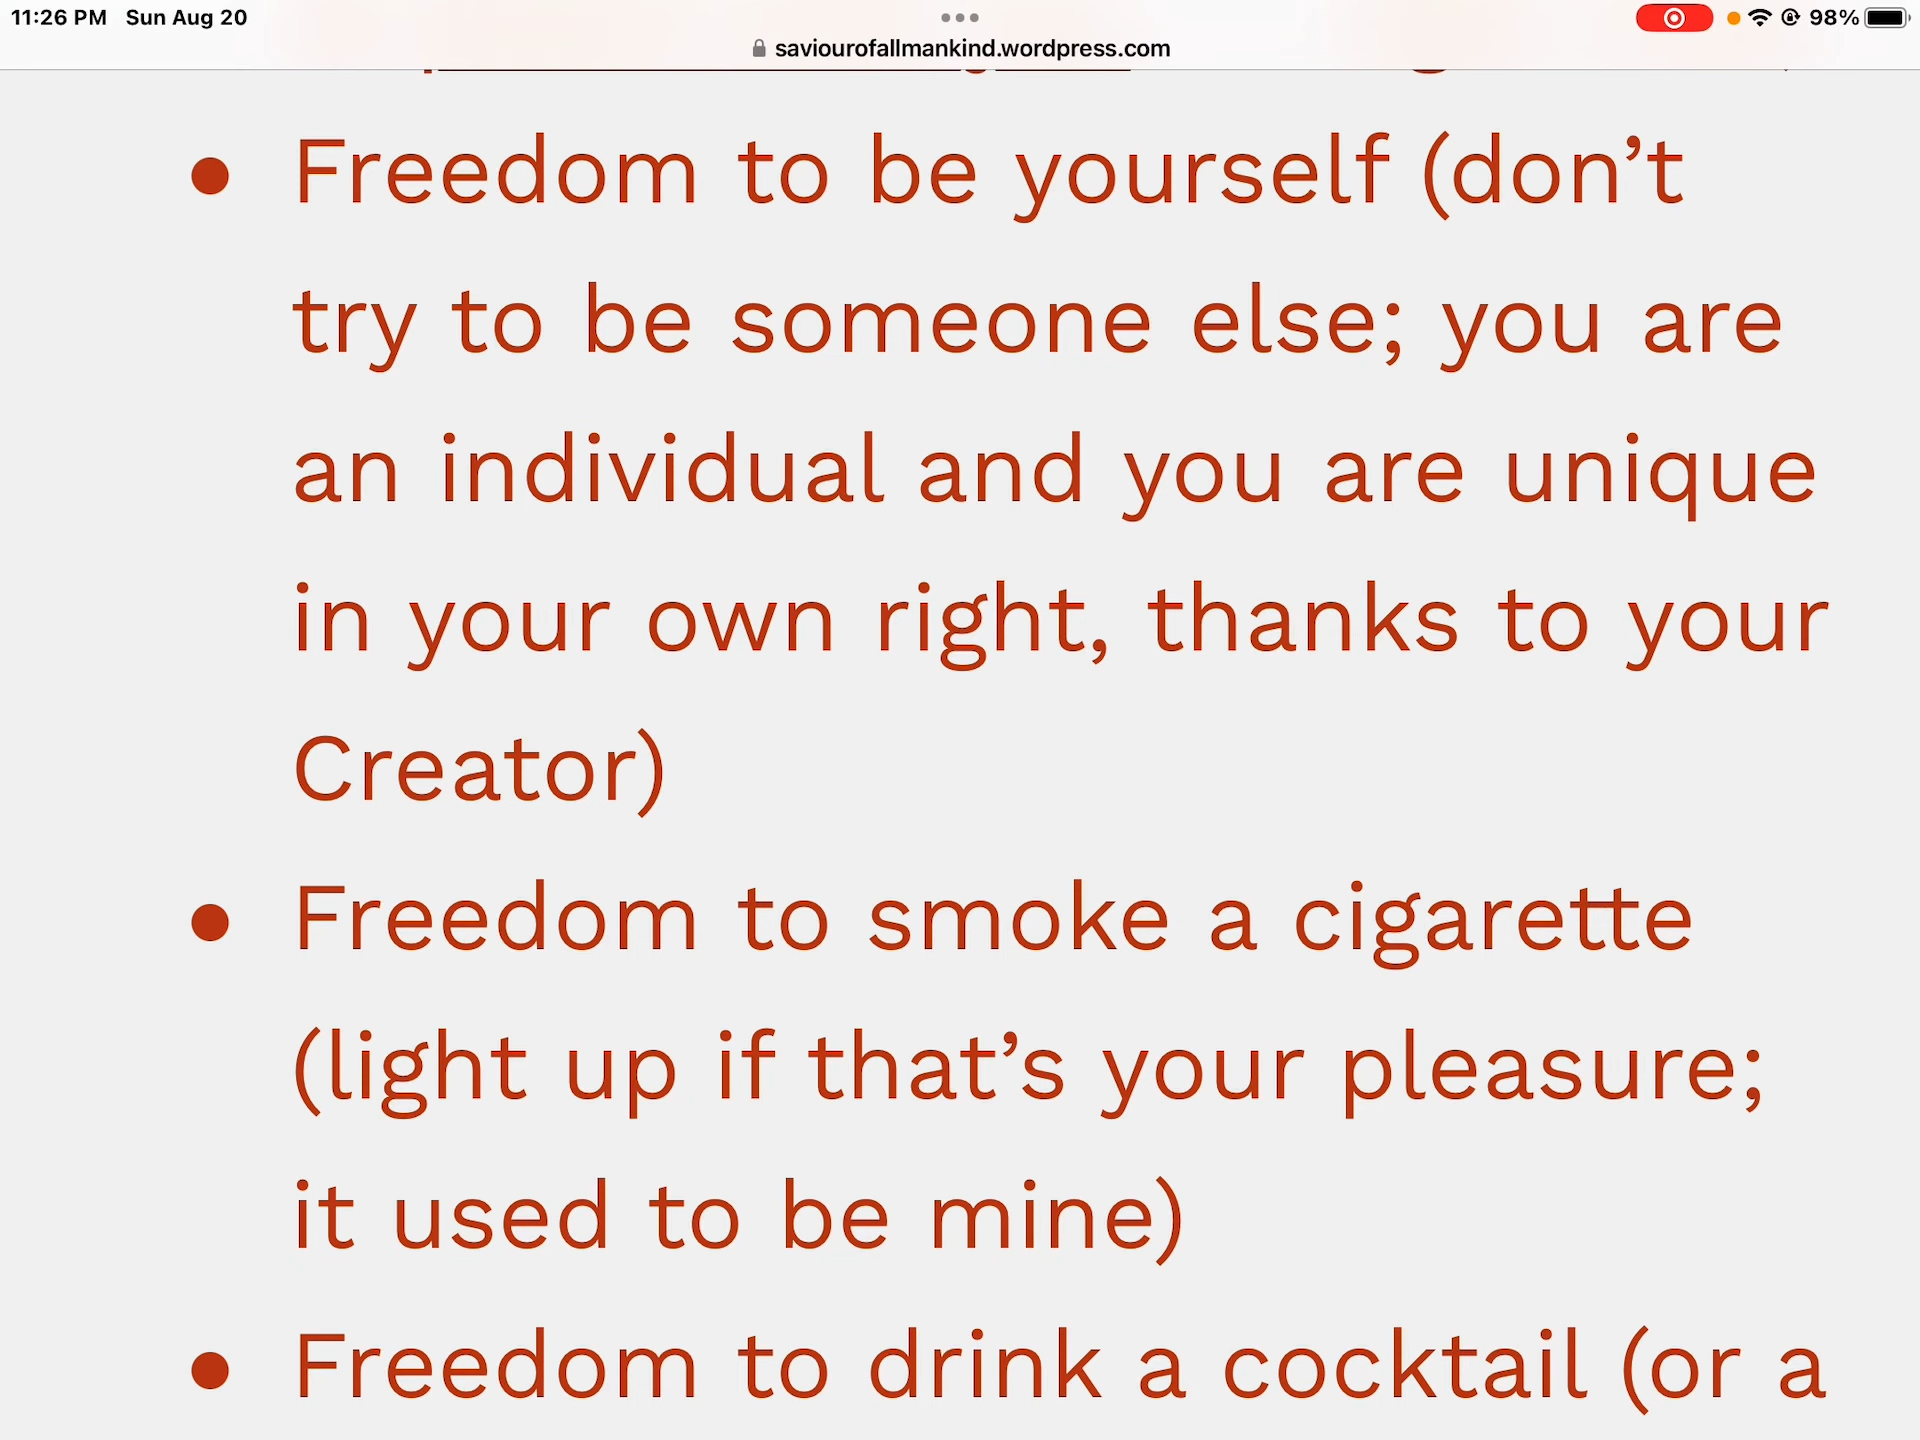 11:26 PM Sun Aug 20
98%
saviourofallmankind.wordpress.com
• Freedom to be yourself (don’t
try to be someone else; you are
an individual and you are unique
in your own right, thanks to your
Creator)
• Freedom to smoke a cigarette
(light up if that’s your pleasure;
it used to be mine)
• Freedom to drink a cocktail (or a